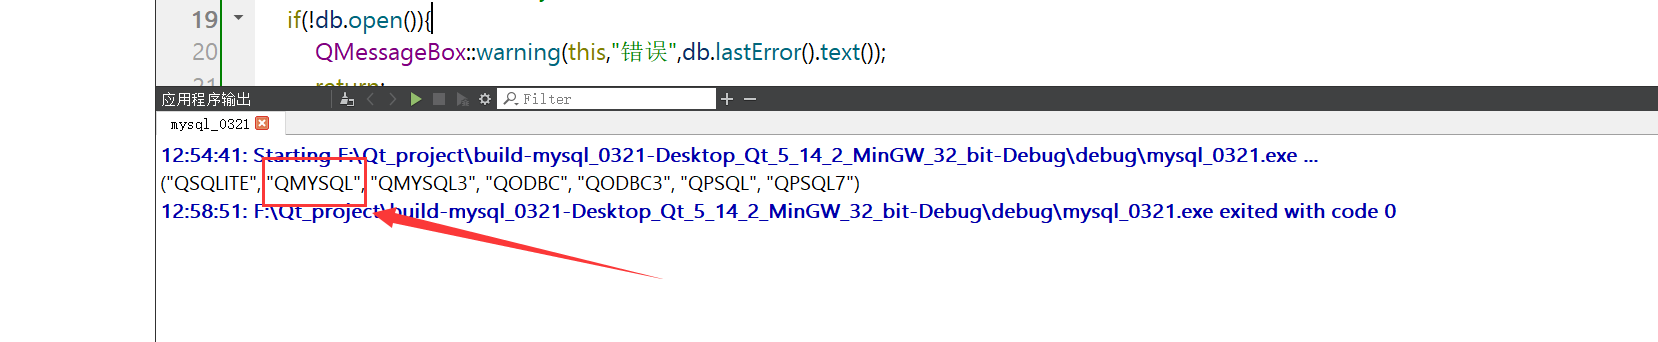 19 if(!db.open()){
20 QMessageBox::warning(this,"错误",db.lastError().text());
21 return;
应用程序输出 Filter
mysql_0321
12:54:41: Starting F:\Qt_project\build-mysql_0321-Desktop_Qt_5_14_2_MinGW_32_bit-Debug\debug\mysql_0321.exe ...
("QSQLITE", "QMYSQL", "QMYSQL3", "QODBC", "QODBC3", "QPSQL", "QPSQL7")
12:58:51: F:\Qt_project\build-mysql_0321-Desktop_Qt_5_14_2_MinGW_32_bit-Debug\debug\mysql_0321.exe exited with code 0